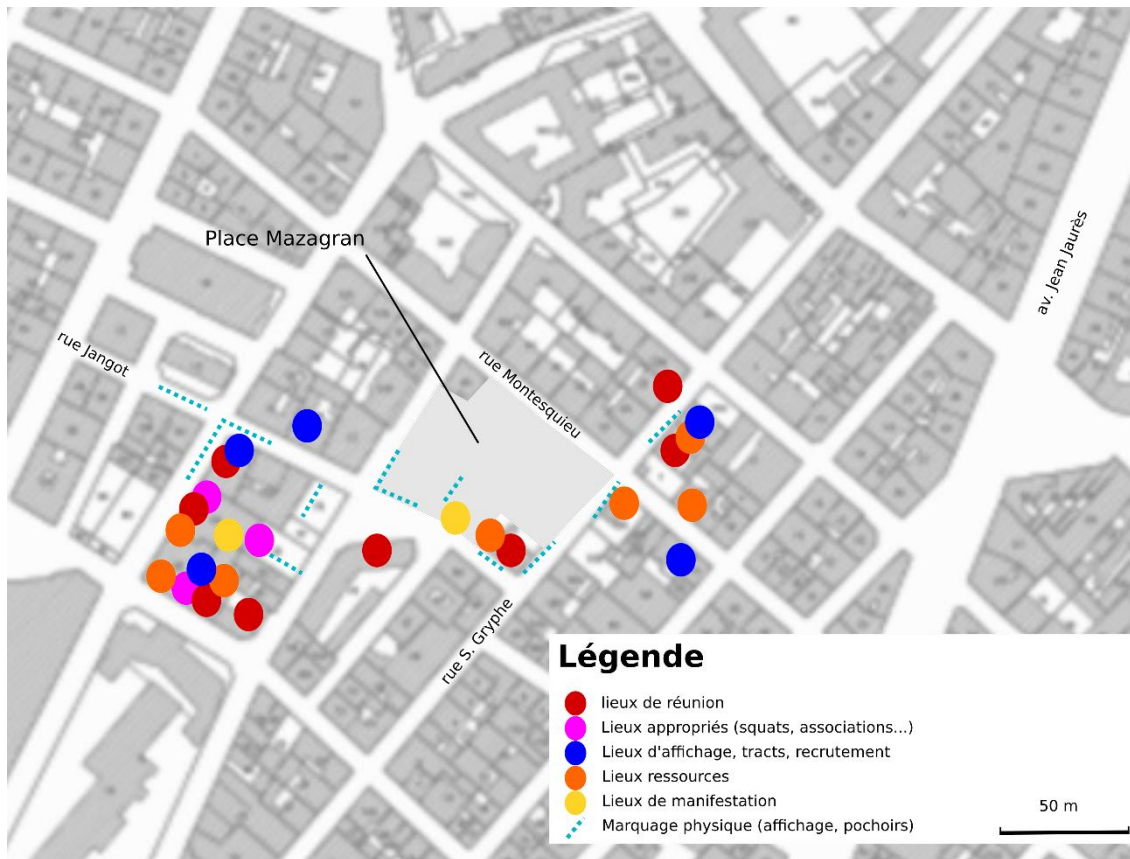 Place Mazagran
av. Jean Jaurès
rue Jangot
rue Montesquieu
rue S. Gryphe
Légende
lieux de réunion
Lieux appropriés (squats, associations...)
Lieux d'affichage, tracts, recrutement
Lieux ressources
Lieux de manifestation
Marquage physique (affichage, pochoirs)
50 m